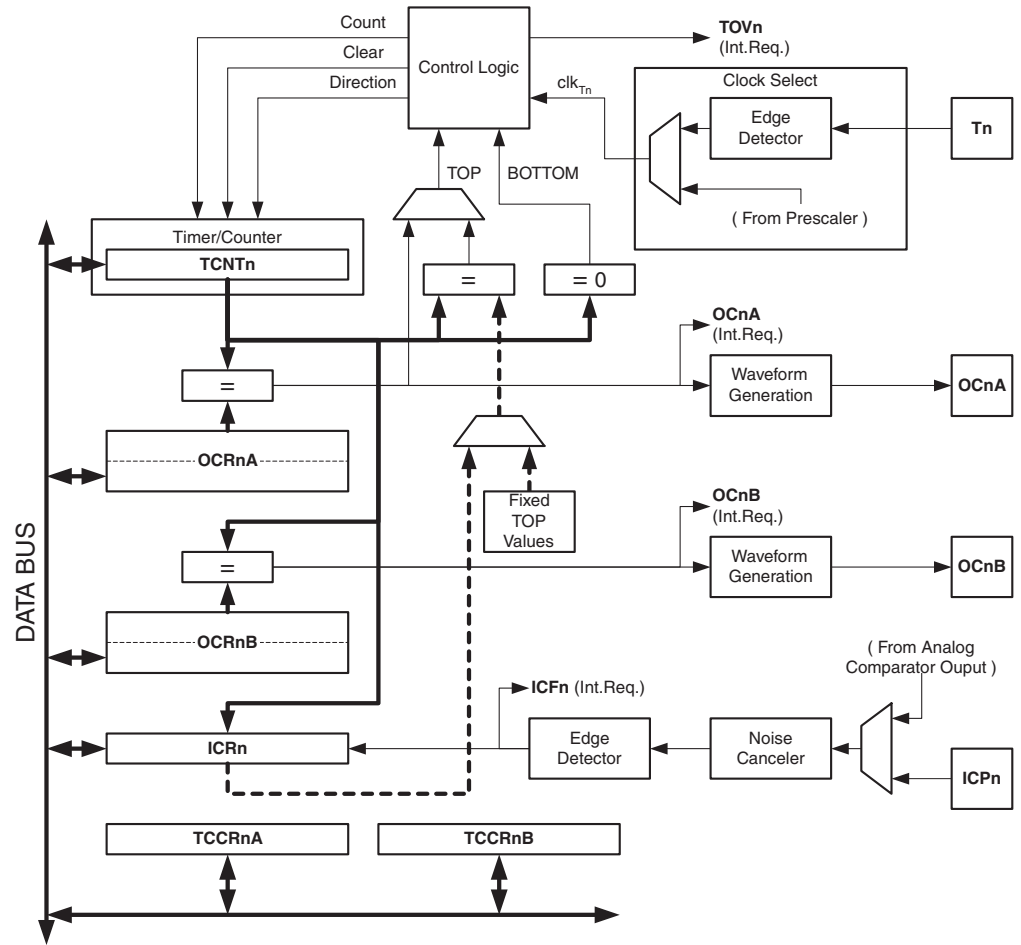 Count
Clear
Direction
Control Logic
TOVn
(Int.Req.)
clkTn
Clock Select
Edge
Detector
Tn
( From Prescaler )
TOP
BOTTOM
Timer/Counter
TCNTn
=
= 0
OCnA
(Int.Req.)
=
Waveform
Generation
OCnA
OCRnA
Fixed
TOP
Values
OCnB
(Int.Req.)
=
Waveform
Generation
OCnB
OCRnB
DATA BUS
( From Analog
Comparator Ouput )
ICFn (Int.Req.)
ICRn
Edge
Detector
Noise
Canceler
ICPn
TCCRnA
TCCRnB